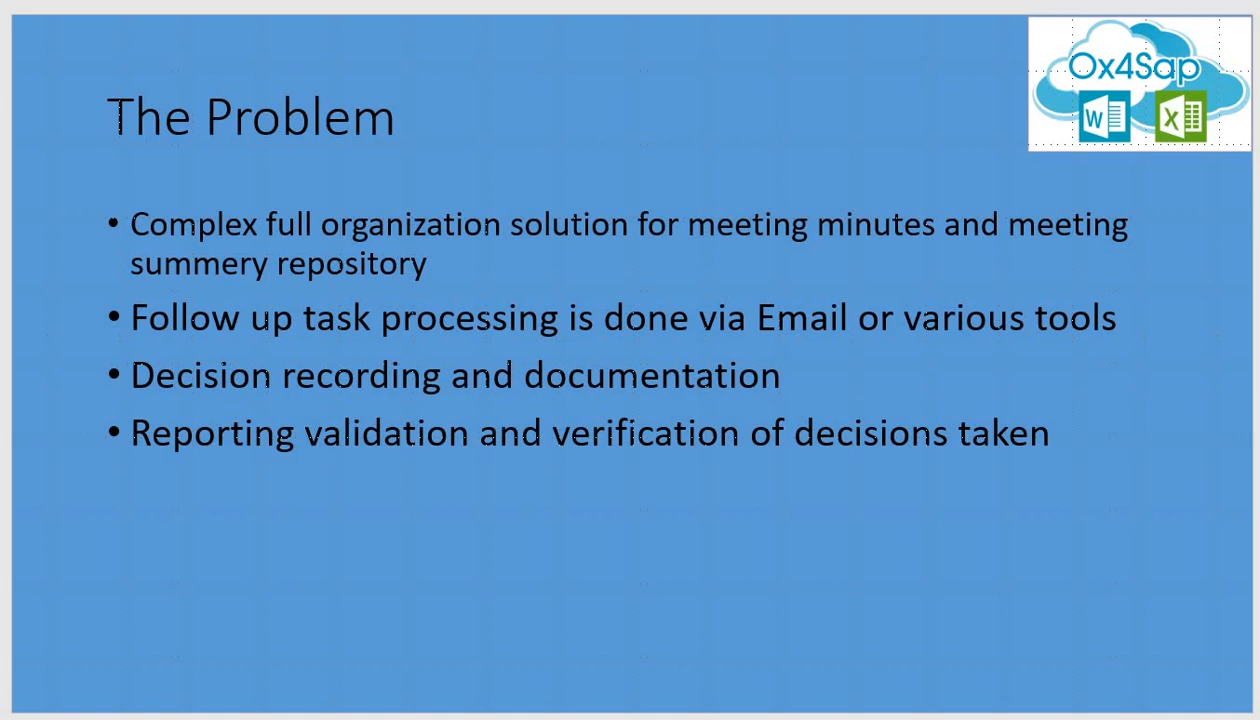 Ox4Sap
W
X
The Problem
• Complex full organization solution for meeting minutes and meeting
summery repository
• Follow up task processing is done via Email or various tools
• Decision recording and documentation
• Reporting validation and verification of decisions taken